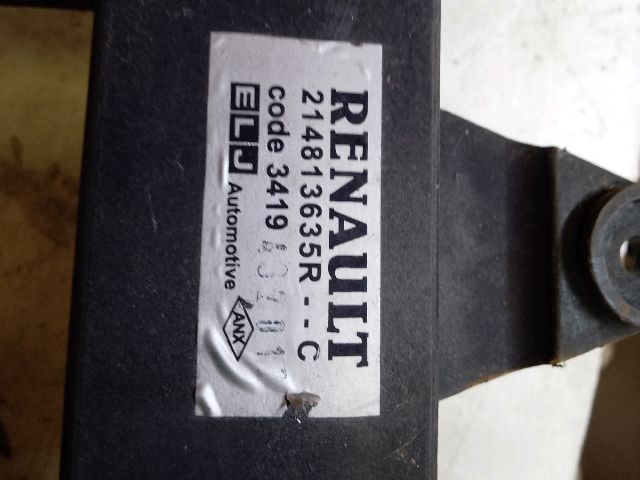 RENAULT
214813635R--C
code 3419
ELJ Automotive
ANX